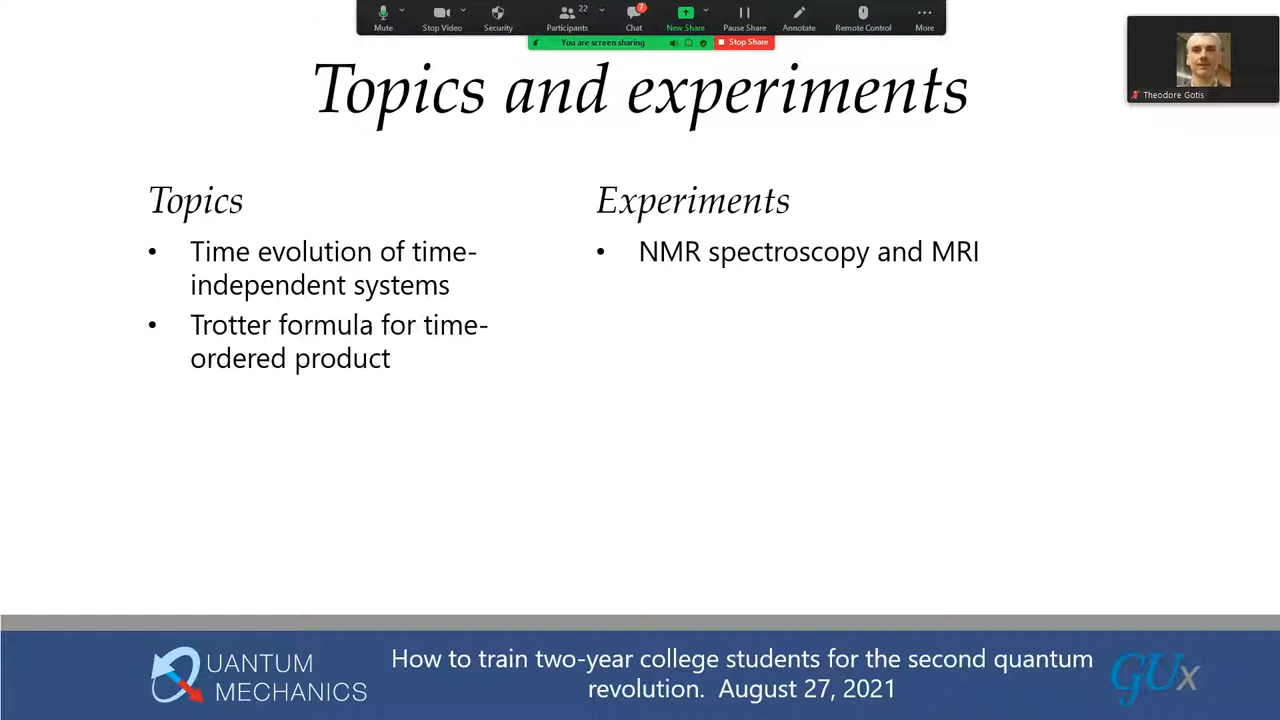 22
7
Mute
Stop Video
Security
Participants
Chat
New Share
Pause Share
Annotate
Remote Control
More
You are screen sharing
Stop Share
Theodore Gotis
Topics and experiments
Topics
• Time evolution of time-
independent systems
• Trotter formula for time-
ordered product
Experiments
• NMR spectroscopy and MRI
QUANTUM
MECHANICS
How to train two-year college students for the second quantum
revolution.  August 27, 2021
GUx